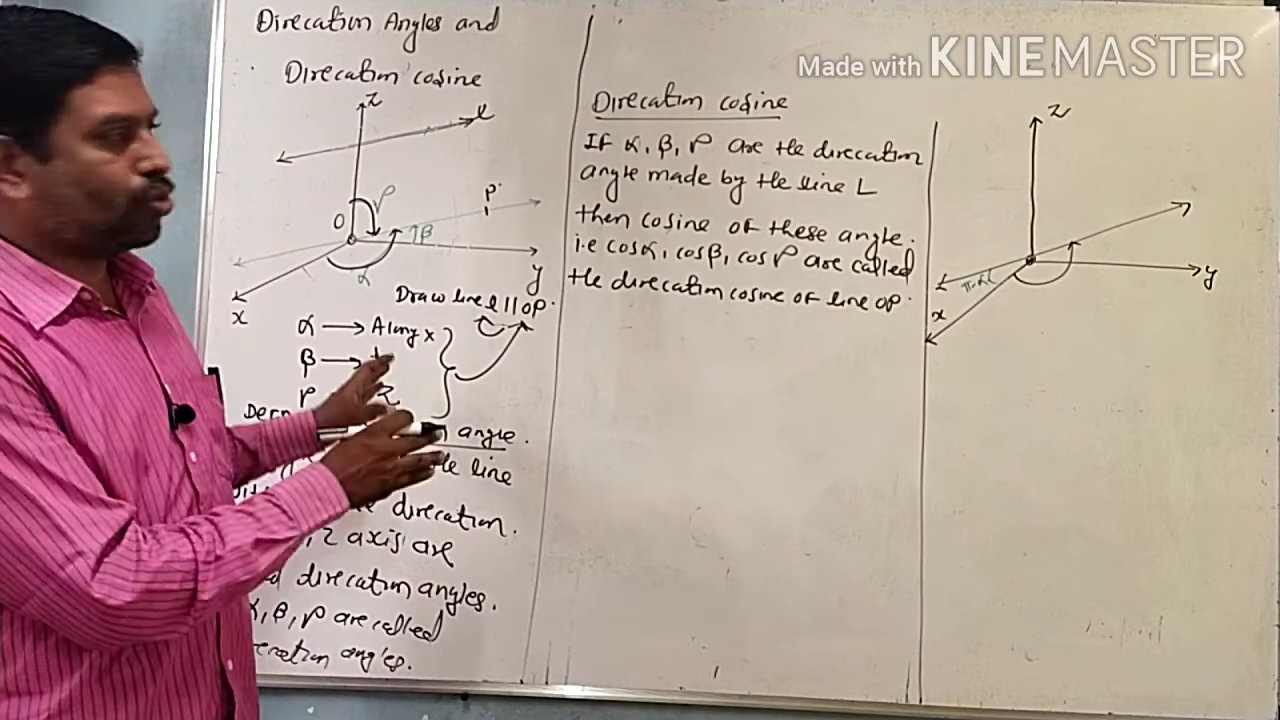 Direcation Angles and
Direcation cosine
z
l
P
O
β
α
y
x
Draw line l || OP.
α → Along x
β →
Z
angle.
line
direcation.
z axis are
direcation angles.
α, β, γ are called
angles.
Direcation cosine
If α, β, γ are the direcation
angle made by the line L
then cosine of these angle.
i.e cosα, cosβ, cosγ are called
the direcation cosine of line OP.
z
y
π-α
x
Made with KINEMASTER